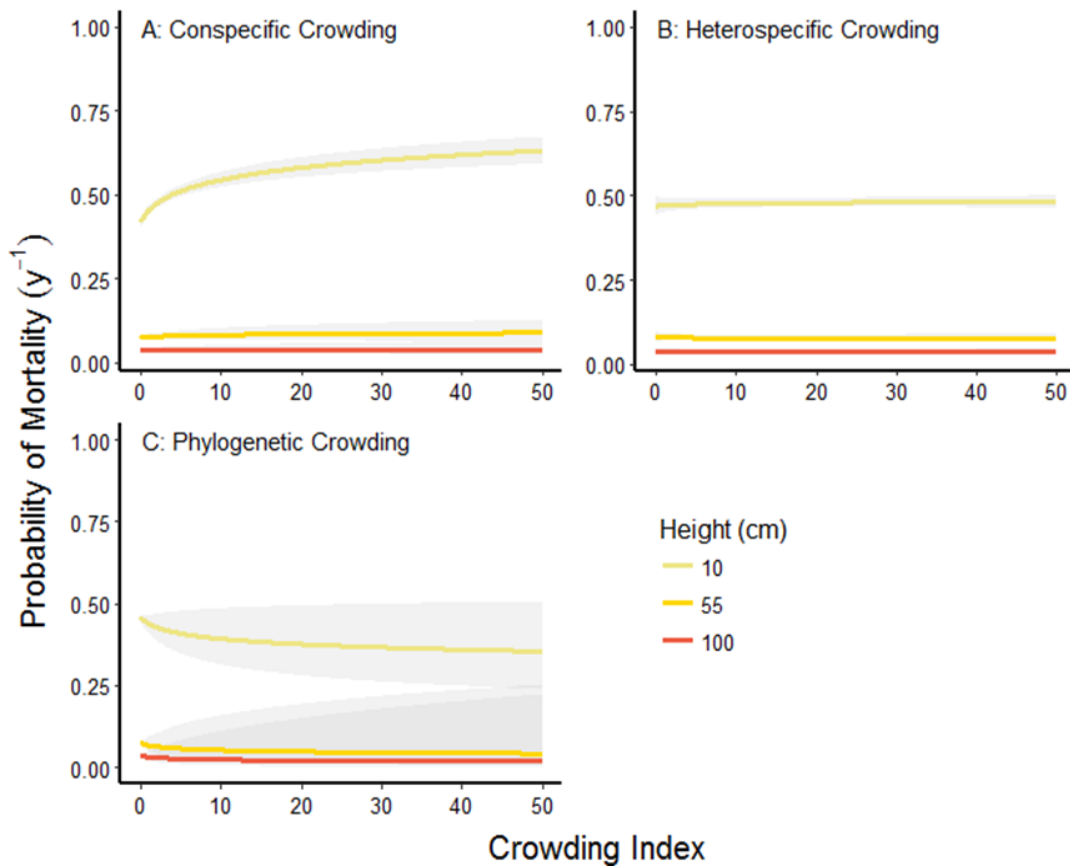 A: Conspecific Crowding
1.00
0.75
0.50
0.25
0.00
0 10 20 30 40 50
B: Heterospecific Crowding
1.00
0.75
0.50
0.25
0.00
0 10 20 30 40 50
C: Phylogenetic Crowding
1.00
0.75
0.50
0.25
0.00
0 10 20 30 40 50
Height (cm)
10
55
100
Probability of Mortality (y⁻¹)
Crowding Index